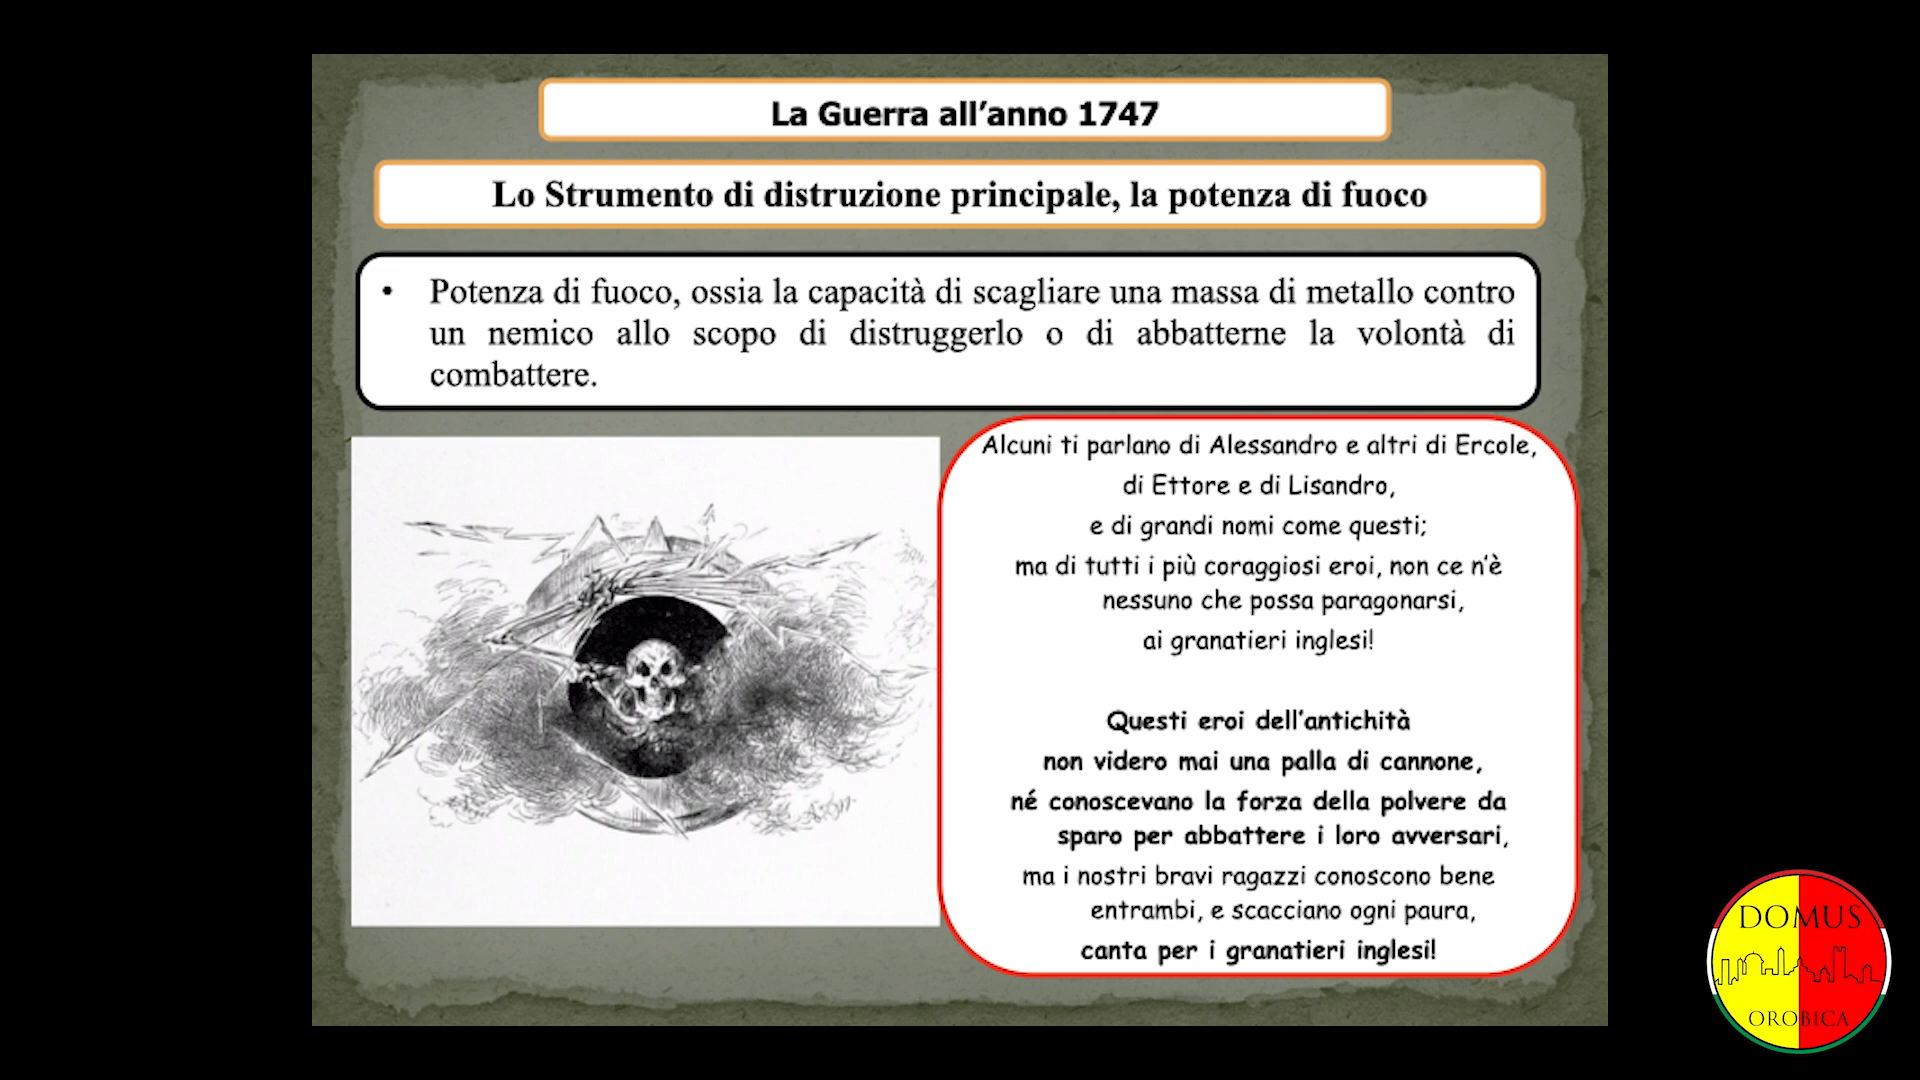 La Guerra all'anno 1747
Lo Strumento di distruzione principale, la potenza di fuoco
• Potenza di fuoco, ossia la capacità di scagliare una massa di metallo contro
un nemico allo scopo di distruggerlo o di abbatterne la volontà di
combattere.
Alcuni ti parlano di Alessandro e altri di Ercole,
di Ettore e di Lisandro,
e di grandi nomi come questi;
ma di tutti i più coraggiosi eroi, non ce n'è
nessuno che possa paragonarsi,
ai granatieri inglesi!
Questi eroi dell'antichità
non videro mai una palla di cannone,
né conoscevano la forza della polvere da
sparo per abbattere i loro avversari,
ma i nostri bravi ragazzi conoscono bene
entrambi, e scacciano ogni paura,
canta per i granatieri inglesi!
DOMUS
OROBICA